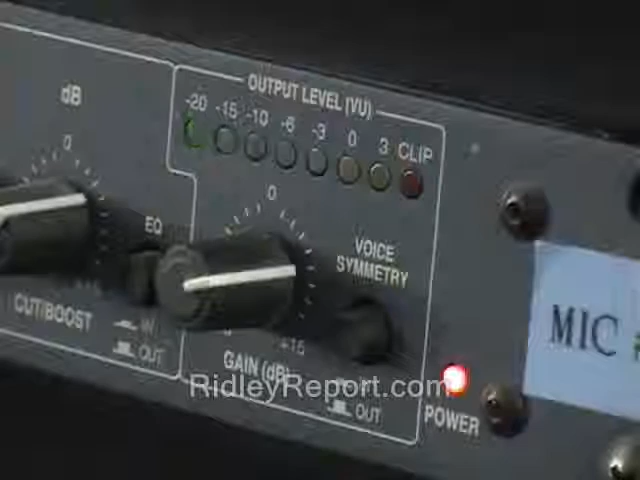 dB
0
CUT/BOOST
EQ
IN
OUT
OUTPUT LEVEL (VU)
-20 -15 -10 -6 -3 0 3 CLIP
0
+15
GAIN (dB)
VOICE
SYMMETRY
OUT
POWER
MIC
RidleyReport.com